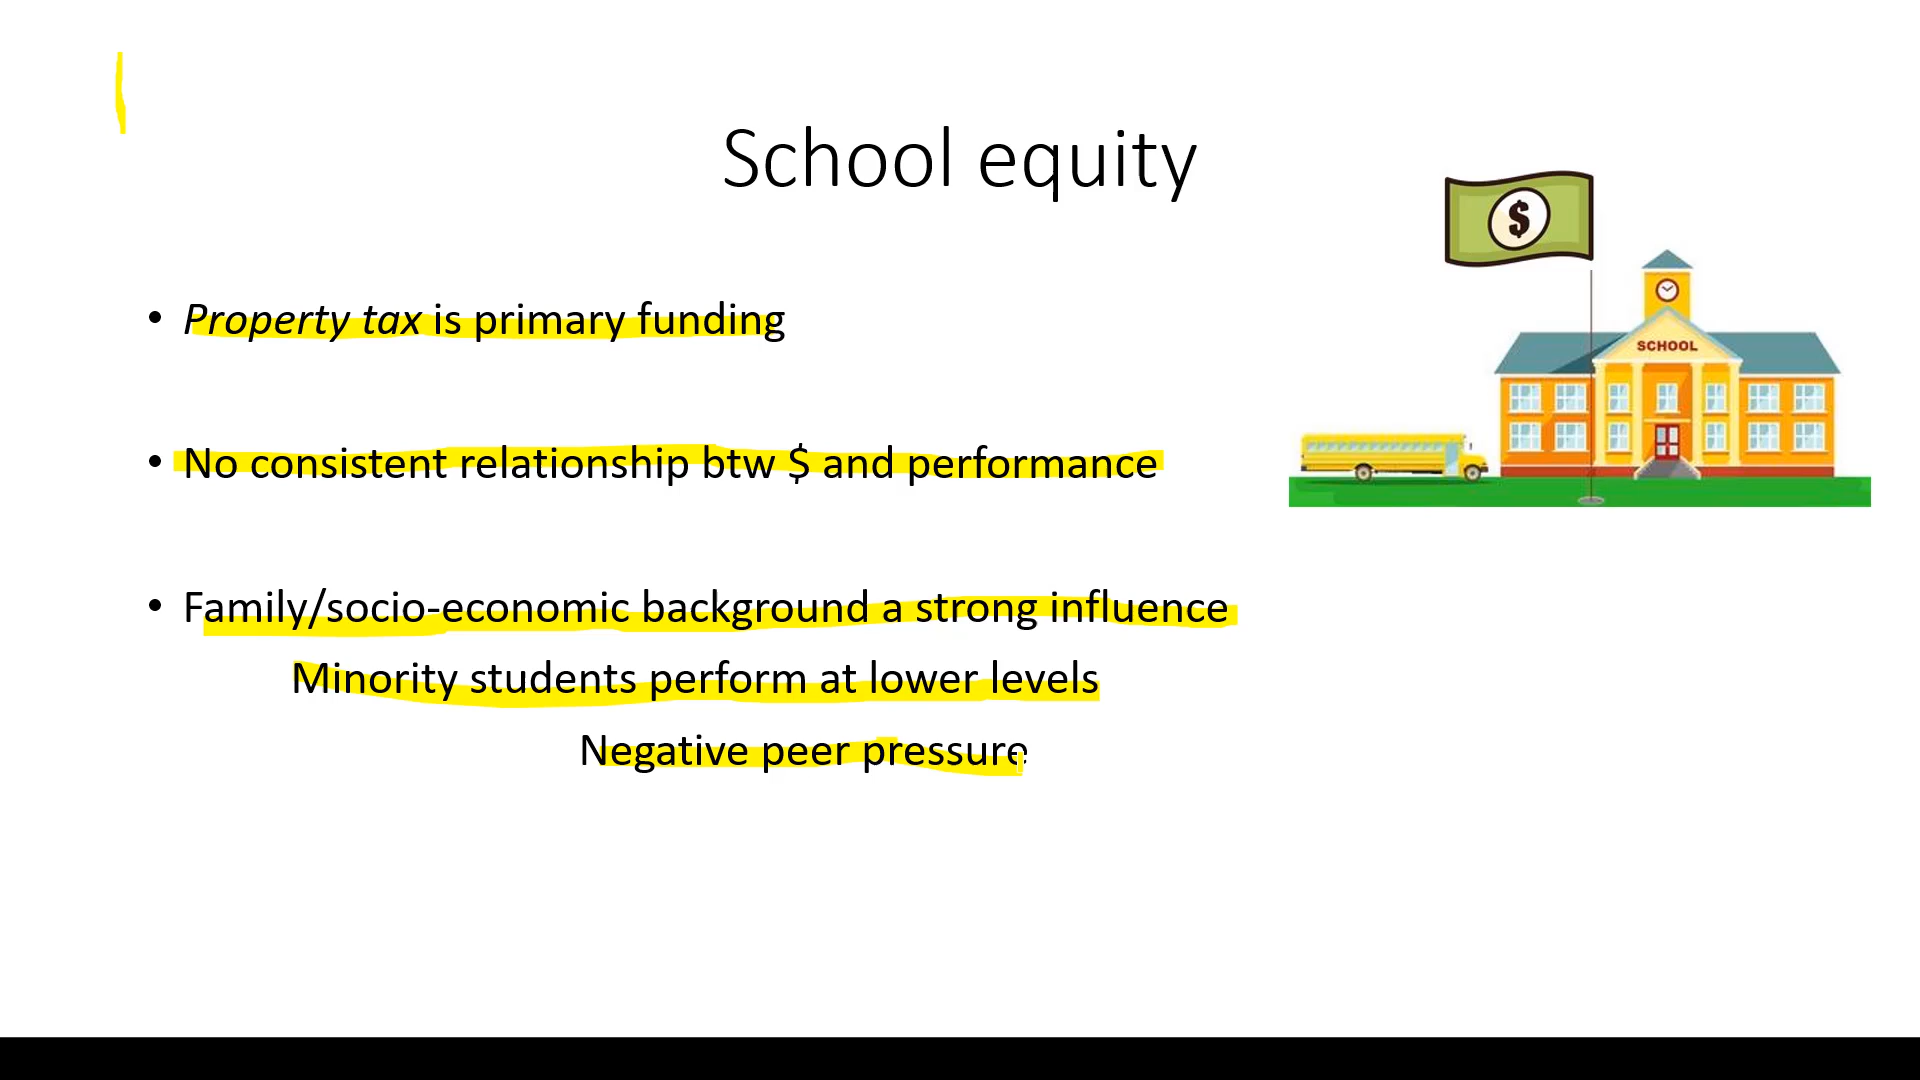 School equity
$
SCHOOL
• Property tax is primary funding
• No consistent relationship btw $ and performance
• Family/socio-economic background a strong influence
Minority students perform at lower levels
Negative peer pressure